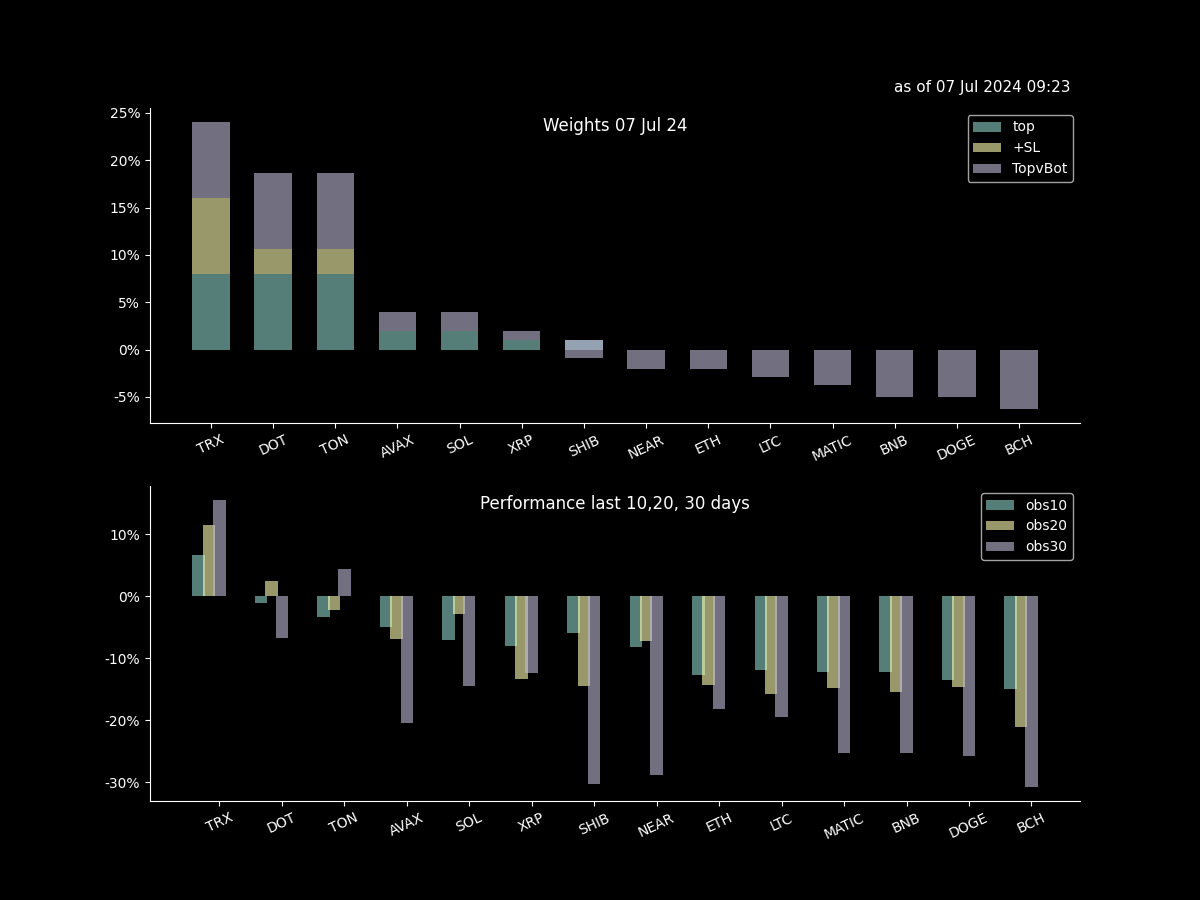 as of 07 Jul 2024 09:23
Weights 07 Jul 24
top
+SL
TopvBot
25%
20%
15%
10%
5%
0%
-5%
TRX DOT TON AVAX SOL XRP SHIB NEAR ETH LTC MATIC BNB DOGE BCH
Performance last 10,20, 30 days
obs10
obs20
obs30
10%
0%
-10%
-20%
-30%
TRX DOT TON AVAX SOL XRP SHIB NEAR ETH LTC MATIC BNB DOGE BCH